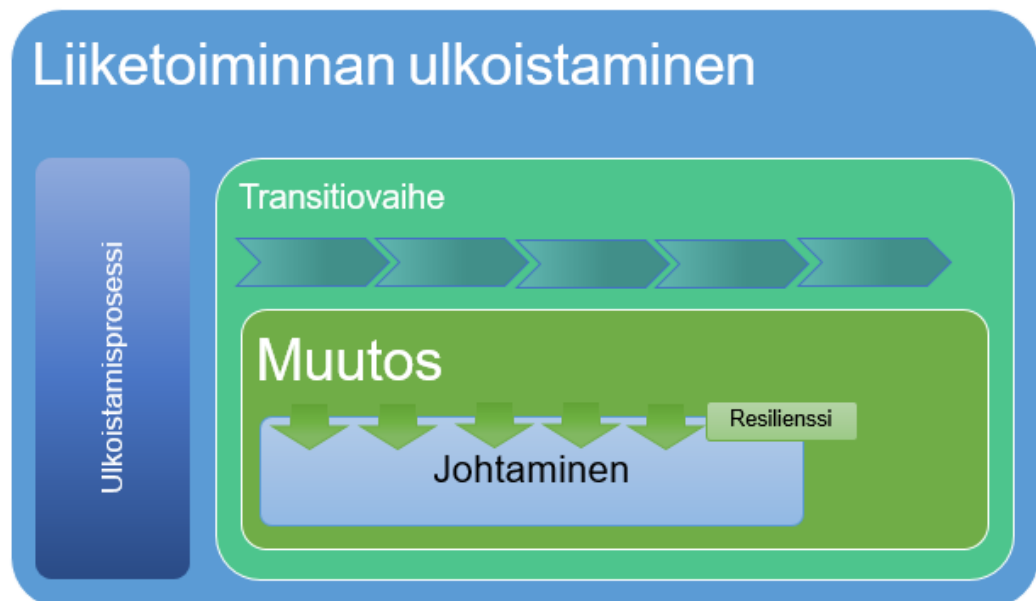 Liiketoiminnan ulkoistaminen
Ulkoistamisprosessi
Transitiovaihe
Muutos
Resilienssi
Johtaminen